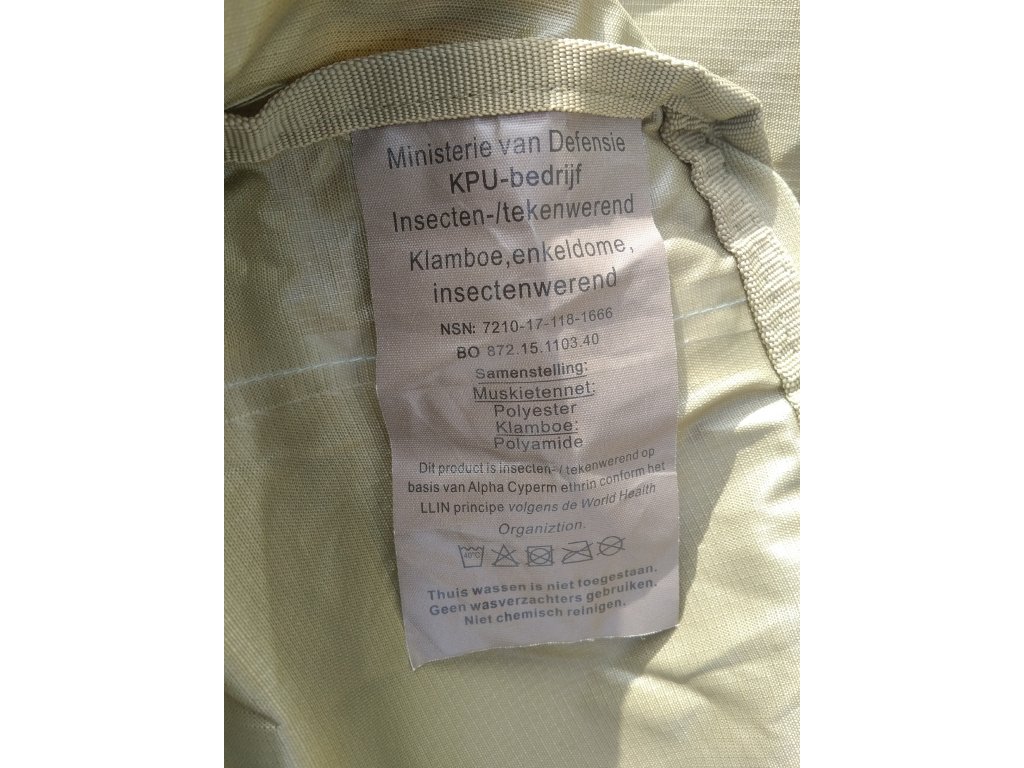 Ministerie van Defensie
KPU-bedrijf
Insecten-/tekenwerend
Klamboe,enkeldome,
insectenwerend
NSN: 7210-17-118-1666
BO 872.15.1103.40
Samenstelling:
Muskietennet:
Polyester
Klamboe:
Polyamide
Dit product is insecten-/ tekenwerend op
basis van Alpha Cyperm ethrin conform het
LLIN principe volgens de World Health
Organiztion.
40°C
Thuis wassen is niet toegestaan.
Geen wasverzachters gebruiken.
Niet chemisch reinigen.